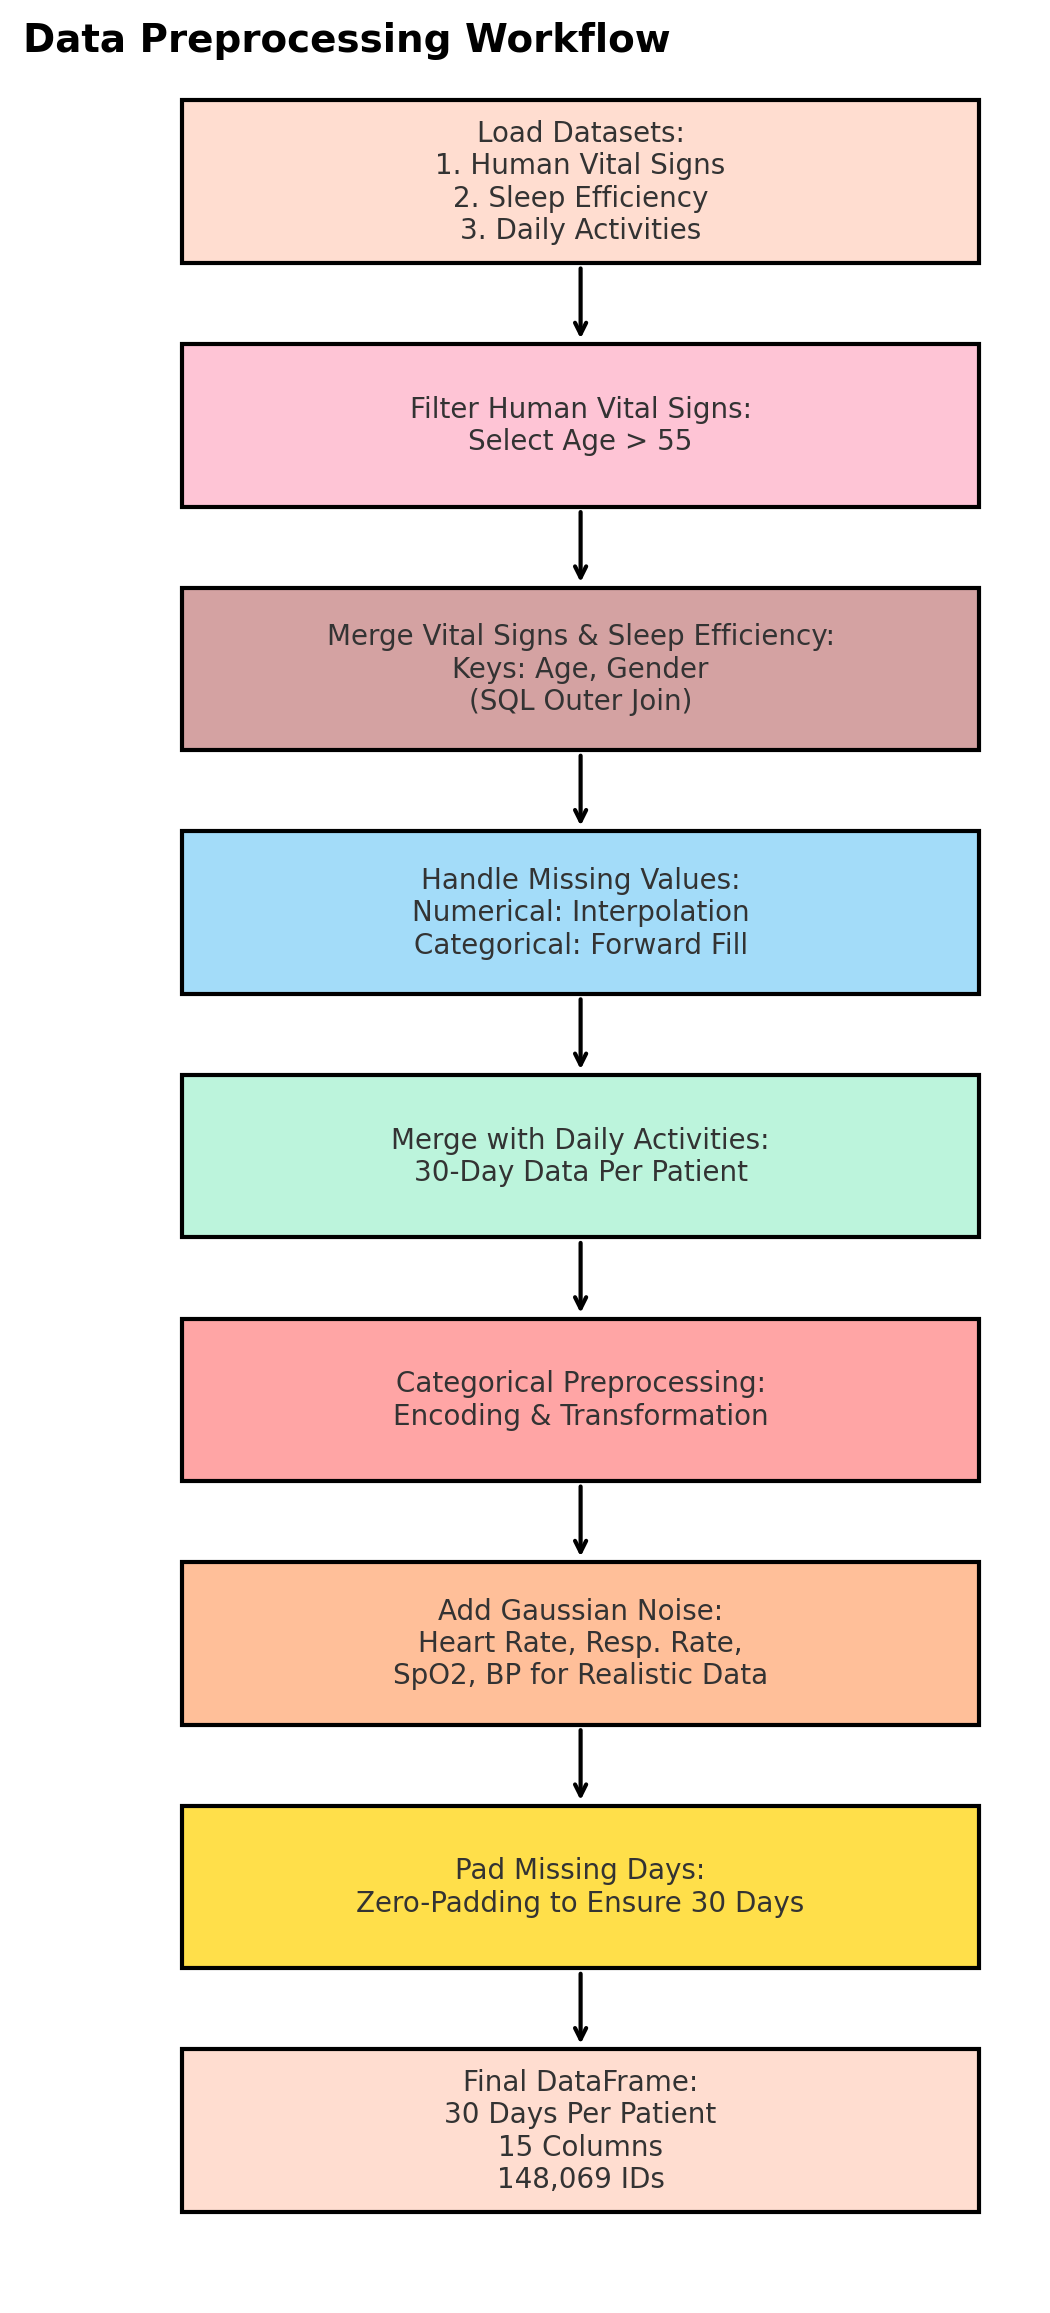 Data Preprocessing Workflow
Load Datasets:
1. Human Vital Signs
2. Sleep Efficiency
3. Daily Activities
Filter Human Vital Signs:
Select Age > 55
Merge Vital Signs & Sleep Efficiency:
Keys: Age, Gender
(SQL Outer Join)
Handle Missing Values:
Numerical: Interpolation
Categorical: Forward Fill
Merge with Daily Activities:
30-Day Data Per Patient
Categorical Preprocessing:
Encoding & Transformation
Add Gaussian Noise:
Heart Rate, Resp. Rate,
SpO2, BP for Realistic Data
Pad Missing Days:
Zero-Padding to Ensure 30 Days
Final DataFrame:
30 Days Per Patient
15 Columns
148,069 IDs